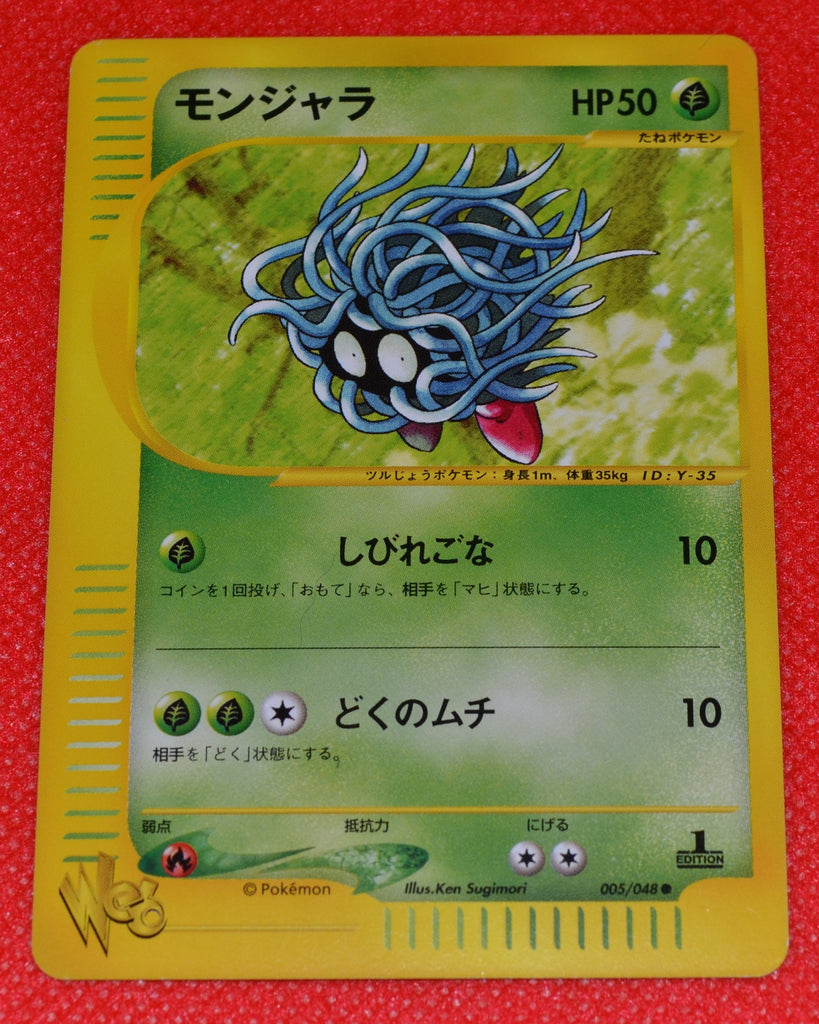 モンジャラ HP50
たねポケモン
ツルじょうポケモン：身長1m、体重35kg ID:Y-35
しびれごな 10
コインを1回投げ、「おもて」なら、相手を「マヒ」状態にする。
どくのムチ 10
相手を「どく」状態にする。
弱点 抵抗力 にげる
1 EDITION
Web
© Pokémon Illus.Ken Sugimori 005/048 ●